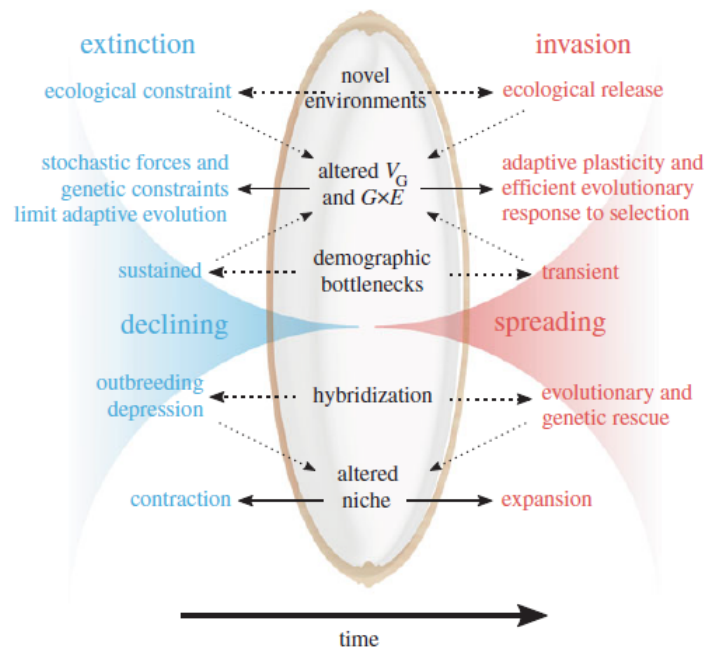 extinction
invasion
novel
environments
ecological constraint
ecological release
stochastic forces and
genetic constraints
limit adaptive evolution
altered VG
and G×E
adaptive plasticity and
efficient evolutionary
response to selection
sustained
demographic
bottlenecks
transient
declining
spreading
outbreeding
depression
hybridization
evolutionary and
genetic rescue
altered
niche
contraction
expansion
time